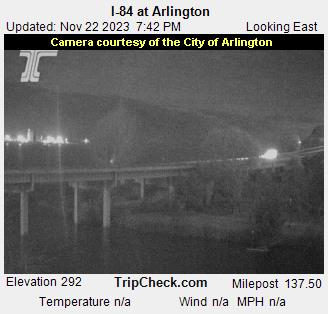 I-84 at Arlington
Updated: Nov 22 2023 7:42 PM Looking East
Camera courtesy of the City of Arlington
Elevation 292 TripCheck.com Milepost 137.50
Temperature n/a Wind n/a MPH n/a